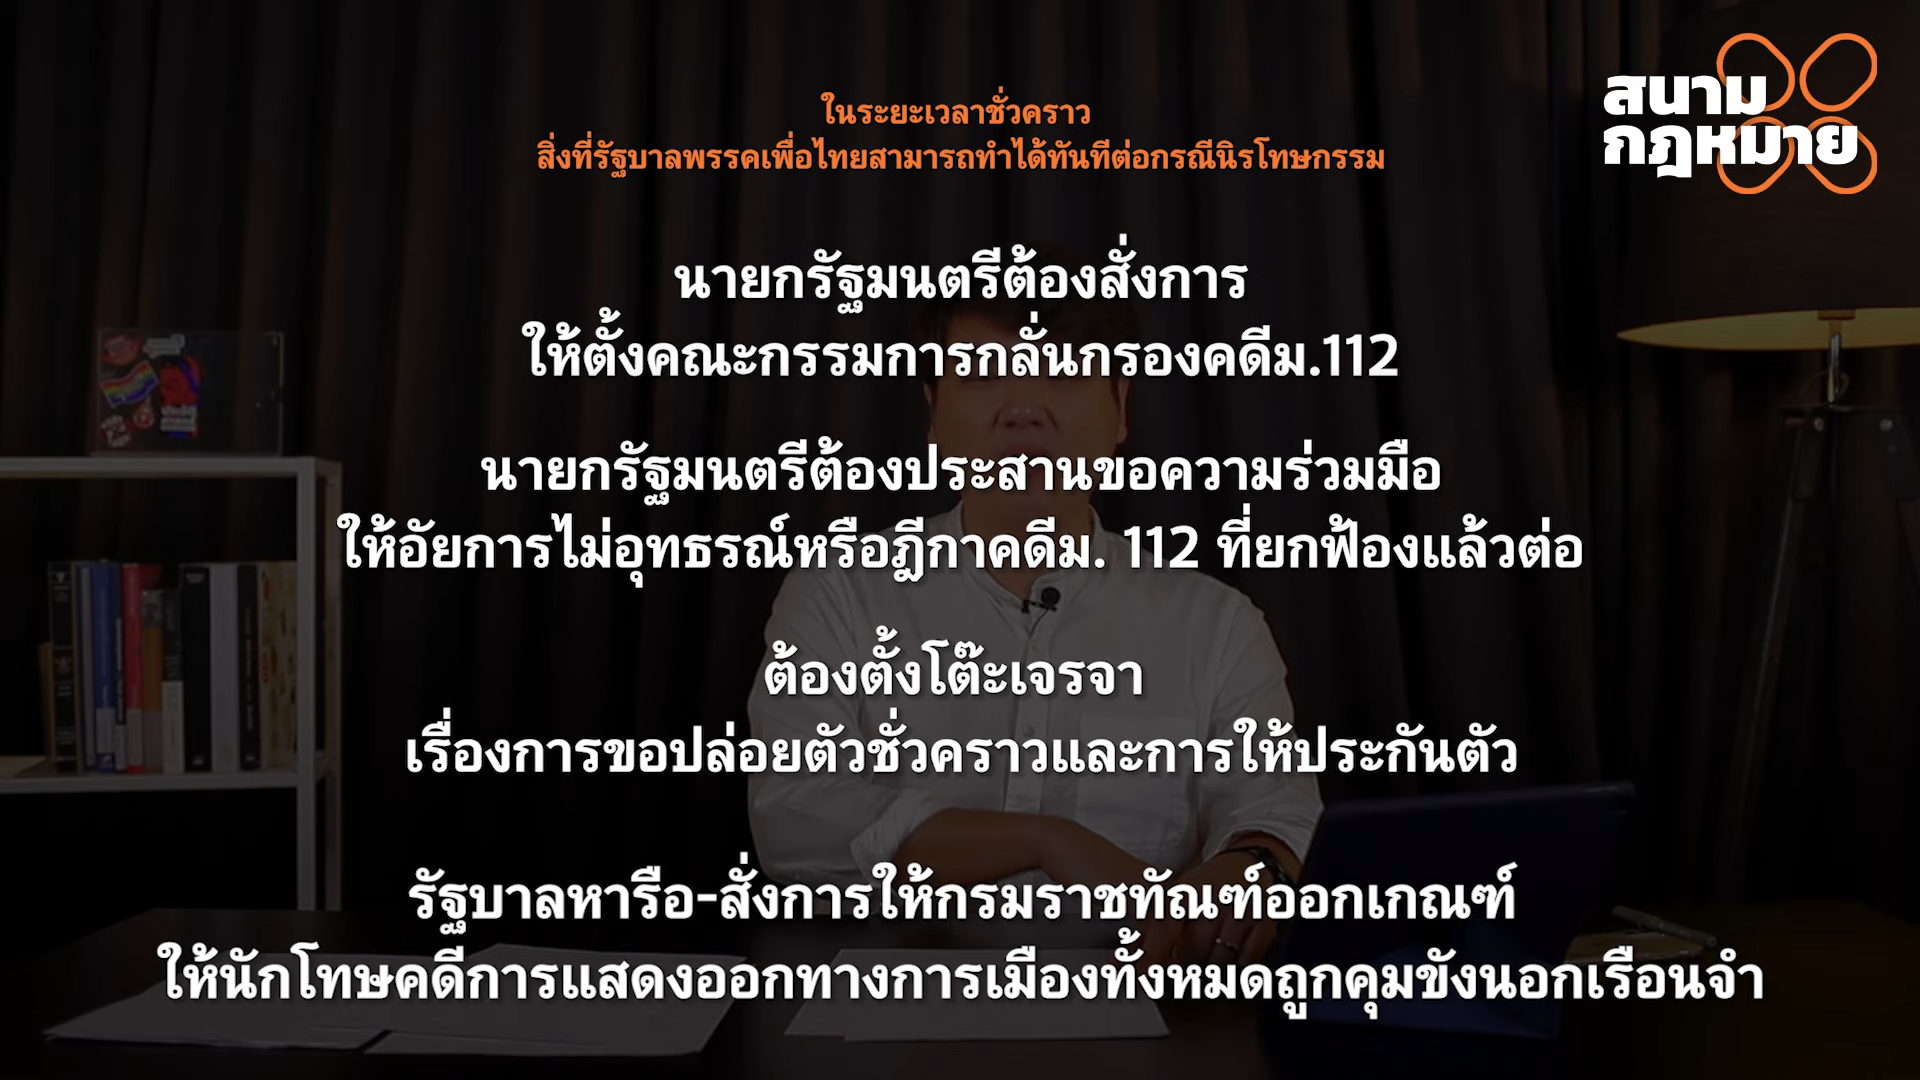 สนาม
กฎหมาย
ในระยะเวลาชั่วคราว
สิ่งที่รัฐบาลพรรคเพื่อไทยสามารถทำได้ทันทีต่อกรณีนิรโทษกรรม
นายกรัฐมนตรีต้องสั่งการ
ให้ตั้งคณะกรรมการกลั่นกรองคดีม.112
นายกรัฐมนตรีต้องประสานขอความร่วมมือ
ให้อัยการไม่อุทธรณ์หรือฎีกาคดีม. 112 ที่ยกฟ้องแล้วต่อ
ต้องตั้งโต๊ะเจรจา
เรื่องการขอปล่อยตัวชั่วคราวและการให้ประกันตัว
รัฐบาลหารือ-สั่งการให้กรมราชทัณฑ์ออกเกณฑ์
ให้นักโทษคดีการแสดงออกทางการเมืองทั้งหมดถูกคุมขังนอกเรือนจำ